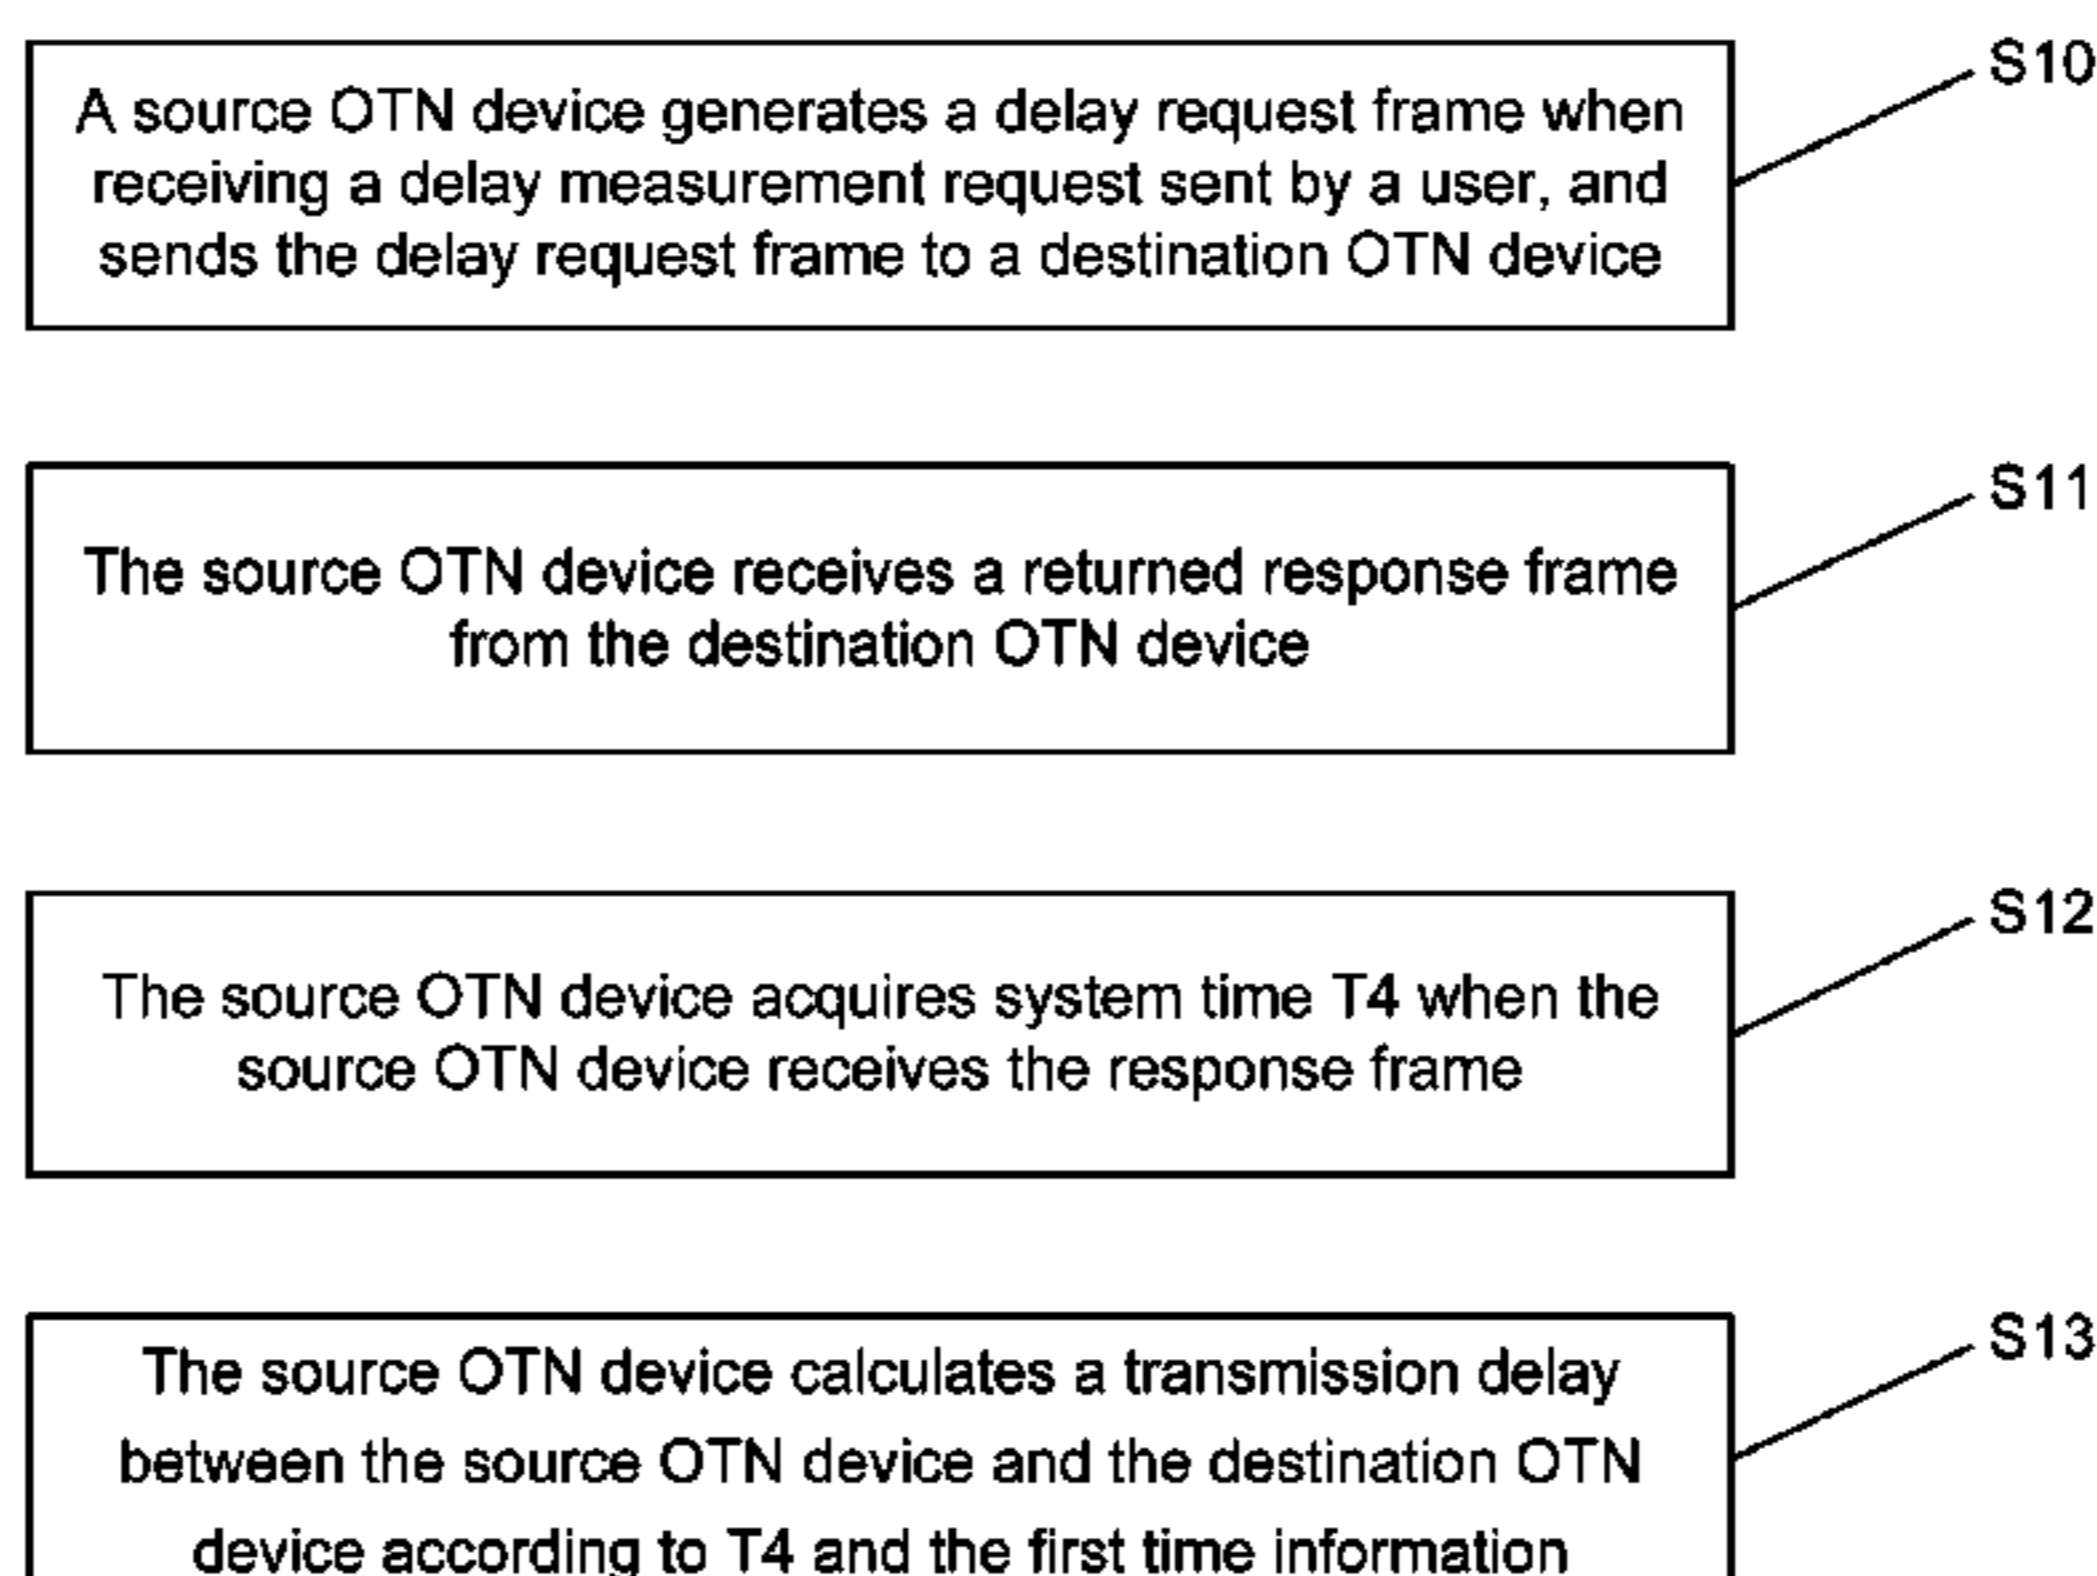 S10
A source OTN device generates a delay request frame when
receiving a delay measurement request sent by a user, and
sends the delay request frame to a destination OTN device
S11
The source OTN device receives a returned response frame
from the destination OTN device
S12
The source OTN device acquires system time T4 when the
source OTN device receives the response frame
S13
The source OTN device calculates a transmission delay
between the source OTN device and the destination OTN
device according to T4 and the first time information